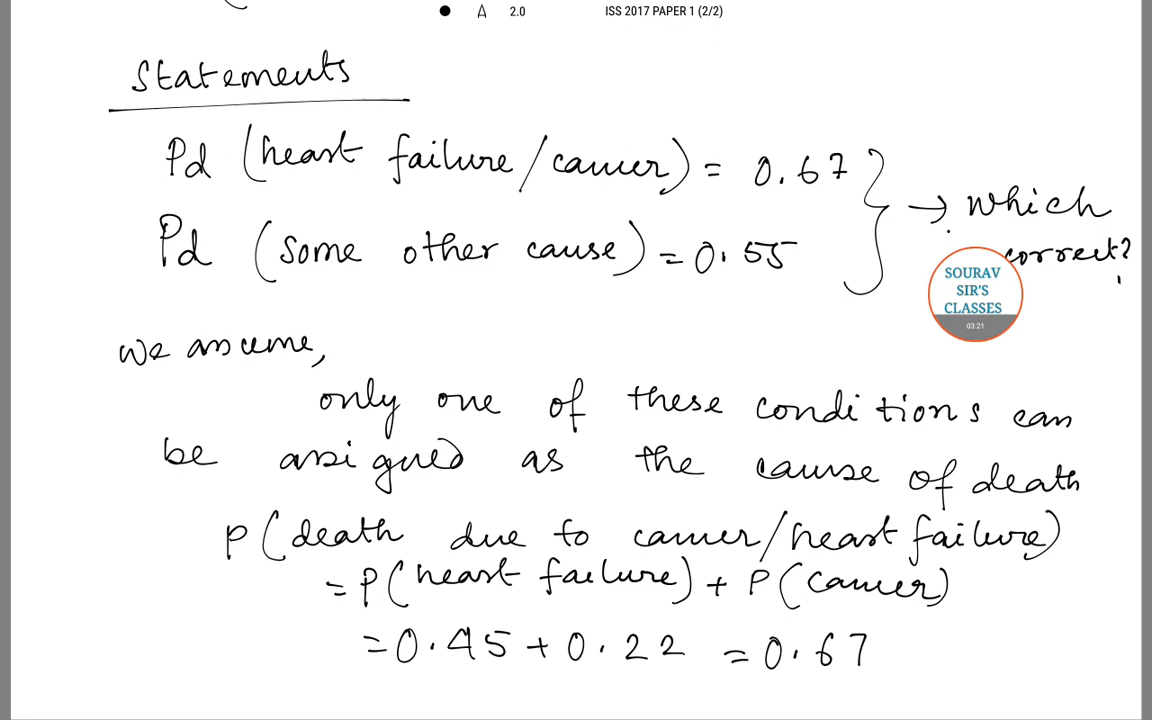 A 2.0 ISS 2017 PAPER 1 (2/2)
Statements
Pd (heart failure/cancer) = 0.67
Pd (some other cause) = 0.55
→ which correct?
SOURAV
SIR'S
CLASSES
03:21
we assume,
only one of these conditions can
be assigned as the cause of death
P(death due to cancer/heart failure)
= P(heart failure) + P(cancer)
= 0.45 + 0.22 = 0.67